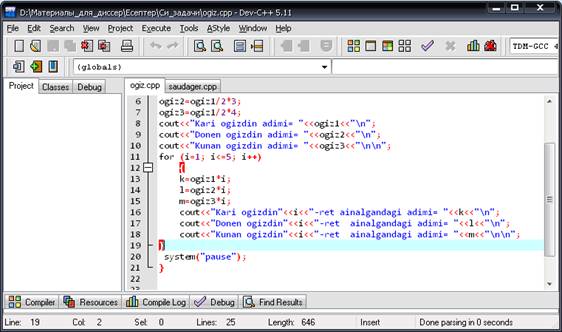 D:\Материалы_для_диссер\Есептер\Си_задачи\ogiz.cpp - Dev-C++ 5.11
File Edit Search View Project Execute Tools AStyle Window Help
TDM-GCC 4
(globals)
Project Classes Debug
ogiz.cpp saudager.cpp
6 ogiz2=ogiz1/2*3;
7 ogiz3=ogiz1/2*4;
8 cout<<"Kari ogizdin adimi= "<<ogiz1<<"\n";
9 cout<<"Donen ogizdin adimi= "<<ogiz2<<"\n";
10 cout<<"Kunan ogizdin adimi= "<<ogiz3<<"\n\n";
11 for (i=1; i<=5; i++)
12 {
13 k=ogiz1*i;
14 l=ogiz2*i;
15 m=ogiz3*i;
16 cout<<"Kari ogizdin"<<i<<"-ret ainalgandagi adimi= "<<k<<"\n";
17 cout<<"Donen ogizdin"<<i<<"-ret  ainalgandagi adimi= "<<l<<"\n";
18 cout<<"Kunan ogizdin"<<i<<"-ret  ainalgandagi adimi= "<<m<<"\n\n";
19 }
20 system("pause");
21 }
22
Compiler Resources Compile Log Debug Find Results
Line: 19 Col: 2 Sel: 0 Lines: 25 Length: 646 Insert Done parsing in 0 seconds